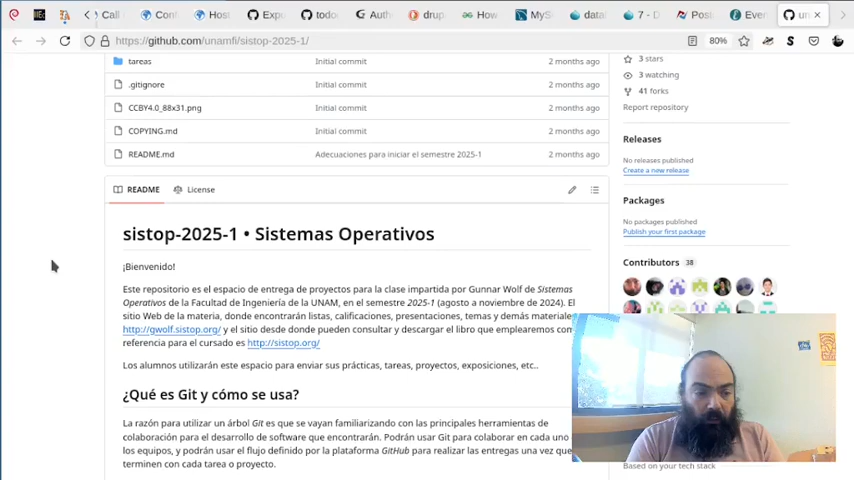 Call
Conf
Host
Expu
todo
Auth
drup
How
MyS
datal
7 - D
Post
Ever
un
https://github.com/unamfi/sistop-2025-1/
80%
tareas Initial commit 2 months ago
.gitignore Initial commit 2 months ago
CCBY4.0_88x31.png Initial commit 2 months ago
COPYING.md Initial commit 2 months ago
README.md Adecuaciones para iniciar el semestre 2025-1 2 months ago
README License
sistop-2025-1 • Sistemas Operativos
¡Bienvenido!
Este repositorio es el espacio de entrega de proyectos para la clase impartida por Gunnar Wolf de Sistemas
Operativos de la Facultad de Ingeniería de la UNAM, en el semestre 2025-1 (agosto a noviembre de 2024). El
sitio Web de la materia, donde encontrarán listas, calificaciones, presentaciones, temas y demás materiale
http://gwolf.sistop.org/ y el sitio desde donde pueden consultar y descargar el libro que emplearemos com
referencia para el cursado es http://sistop.org/
Los alumnos utilizarán este espacio para enviar sus prácticas, tareas, proyectos, exposiciones, etc..
¿Qué es Git y cómo se usa?
La razón para utilizar un árbol Git es que se vayan familiarizando con las principales herramientas de
colaboración para el desarrollo de software que encontrarán. Podrán usar Git para colaborar en cada uno
los equipos, y podrán usar el flujo definido por la plataforma GitHub para realizar las entregas una vez que
terminen con cada tarea o proyecto.
3 stars
3 watching
41 forks
Report repository
Releases
No releases published
Create a new release
Packages
No packages published
Publish your first package
Contributors 38
Based on your tech stack